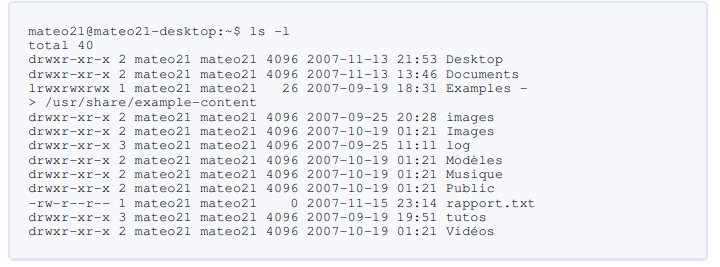 mateo21@mateo21-desktop:~$ ls -l
total 40
drwxr-xr-x 2 mateo21 mateo21 4096 2007-11-13 21:53 Desktop
drwxr-xr-x 2 mateo21 mateo21 4096 2007-11-13 13:46 Documents
lrwxrwxrwx 1 mateo21 mateo21   26 2007-09-19 18:31 Examples -
> /usr/share/example-content
drwxr-xr-x 2 mateo21 mateo21 4096 2007-09-25 20:28 images
drwxr-xr-x 2 mateo21 mateo21 4096 2007-10-19 01:21 Images
drwxr-xr-x 3 mateo21 mateo21 4096 2007-09-25 11:11 log
drwxr-xr-x 2 mateo21 mateo21 4096 2007-10-19 01:21 Modèles
drwxr-xr-x 2 mateo21 mateo21 4096 2007-10-19 01:21 Musique
drwxr-xr-x 2 mateo21 mateo21 4096 2007-10-19 01:21 Public
-rw-r--r-- 1 mateo21 mateo21    0 2007-11-15 23:14 rapport.txt
drwxr-xr-x 3 mateo21 mateo21 4096 2007-09-19 19:51 tutos
drwxr-xr-x 2 mateo21 mateo21 4096 2007-10-19 01:21 Vidéos